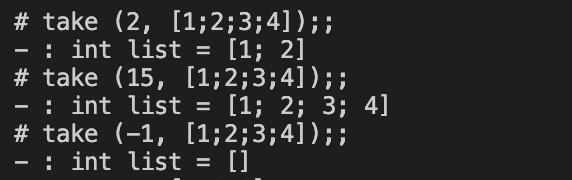 # take (2, [1;2;3;4]);;
- : int list = [1; 2]
# take (15, [1;2;3;4]);;
- : int list = [1; 2; 3; 4]
# take (-1, [1;2;3;4]);;
- : int list = []